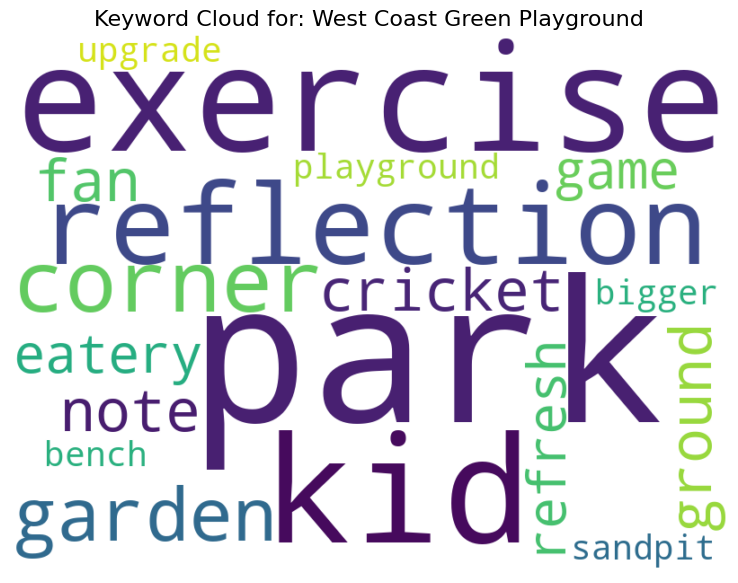 Keyword Cloud for: West Coast Green Playground
upgrade
exercise
fan
playground
game
reflection
corner
cricket
bigger
park
eatery
note
refresh
ground
bench
kid
garden
sandpit